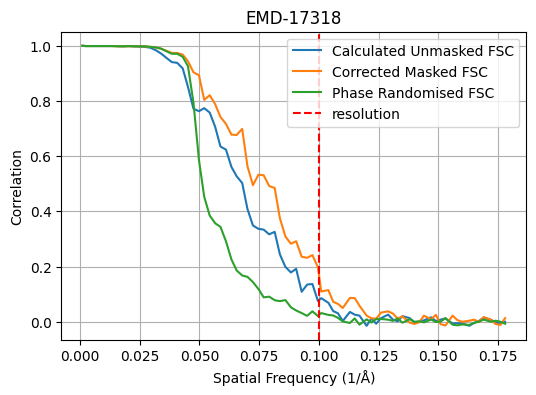 EMD-17318
Calculated Unmasked FSC
Corrected Masked FSC
Phase Randomised FSC
resolution
Correlation
1.0
0.8
0.6
0.4
0.2
0.0
0.000
0.025
0.050
0.075
0.100
0.125
0.150
0.175
Spatial Frequency (1/Å)